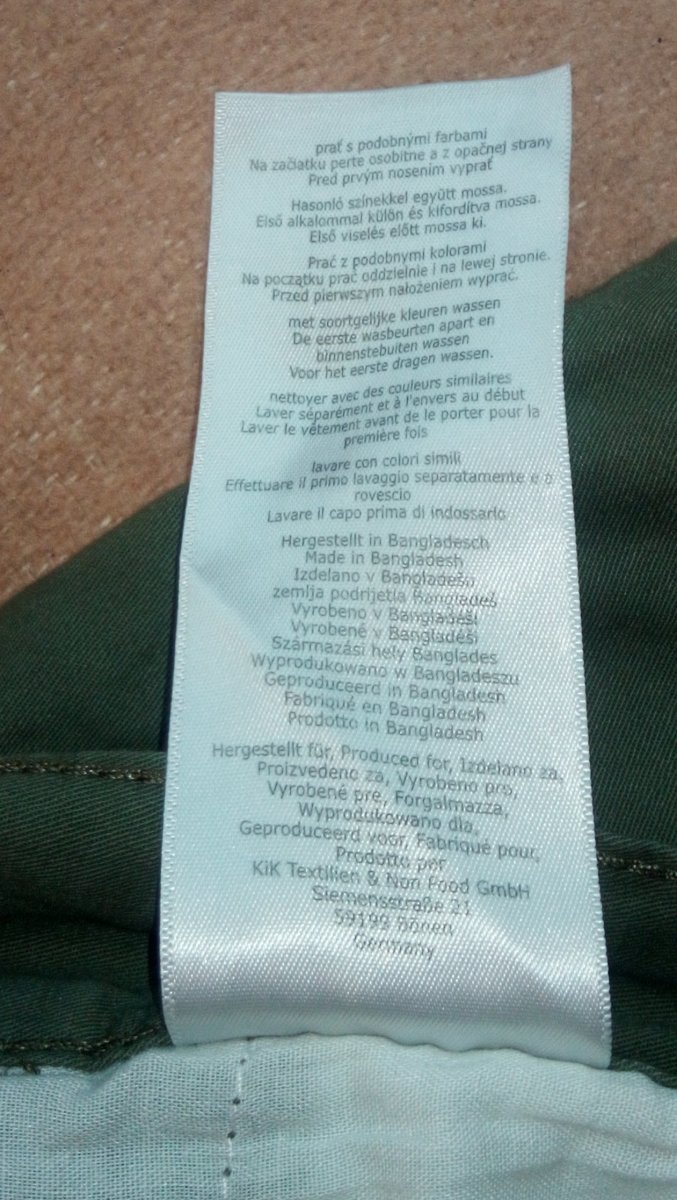 prať s podobnými farbami
Na začiatku perte osobitne a z opačnej strany
Pred prvým nosením vyprať
Hasonló színekkel együtt mossa.
Első alkalommal külön és kifordítva mossa.
Első viselés előtt mossa ki.
Prać z podobnymi kolorami
Na początku prać oddzielnie i na lewej stronie.
Przed pierwszym nałożeniem wyprać.
met soortgelijke kleuren wassen
De eerste wasbeurten apart en
binnenstebuiten wassen
Voor het eerste dragen wassen.
nettoyer avec des couleurs similaires
Laver séparément et à l'envers au début
Laver le vêtement avant de le porter pour la
première fois
lavare con colori simili
Effettuare il primo lavaggio separatamente e a
rovescio
Lavare il capo prima di indossarlo
Hergestellt in Bangladesch
Made in Bangladesh
Izdelano v Bangladešu
zemlja podrijetla Bangladeš
Vyrobeno v Bangladéši
Vyrobené v Bangladéši
Származási hely Banglades
Wyprodukowano w Bangladeszu
Geproduceerd in Bangladesh
Fabriqué en Bangladesh
Prodotto in Bangladesh
Hergestellt für, Produced for, Izdelano za,
Proizvedeno za, Vyrobeno pro,
Vyrobené pre, Forgalmazza,
Wyprodukowano dla,
Geproduceerd voor, Fabriqué pour,
Prodotto per
KiK Textilien & Non Food GmbH
Siemensstraße 21
59199 Bönen
Germany